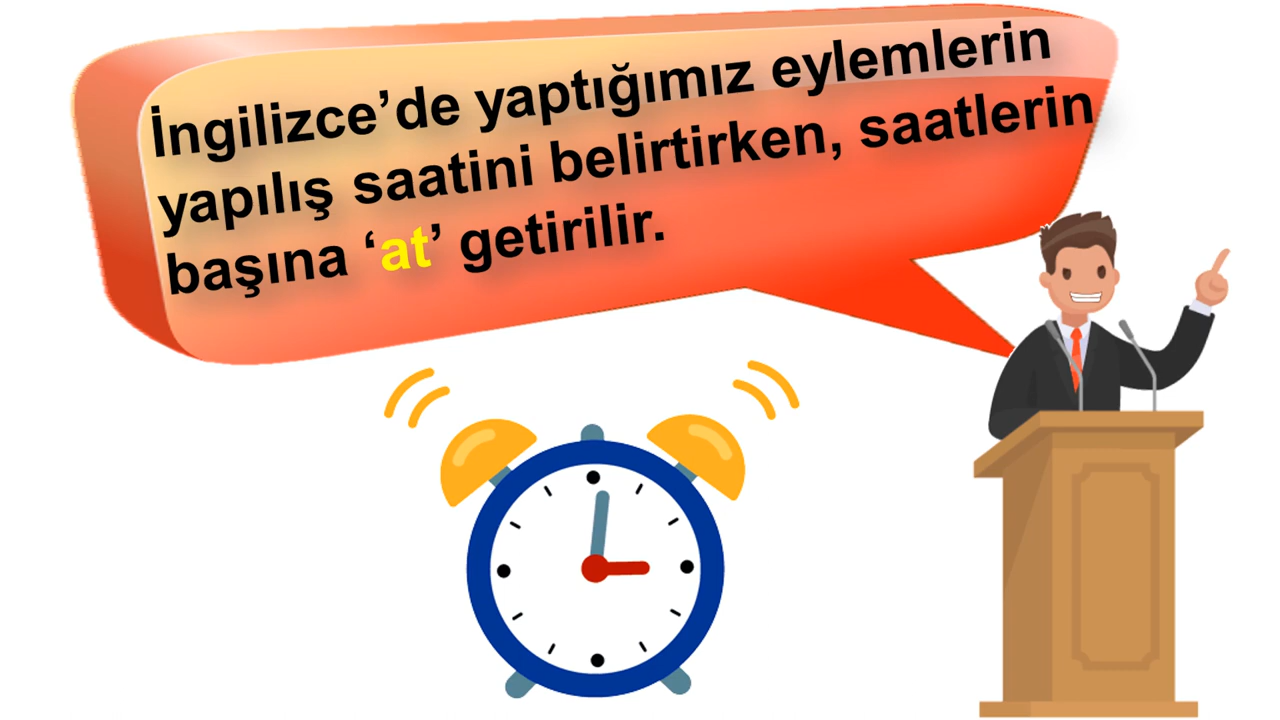 İngilizce’de yaptığımız eylemlerin
yapılış saatini belirtirken, saatlerin
başına ‘at’ getirilir.